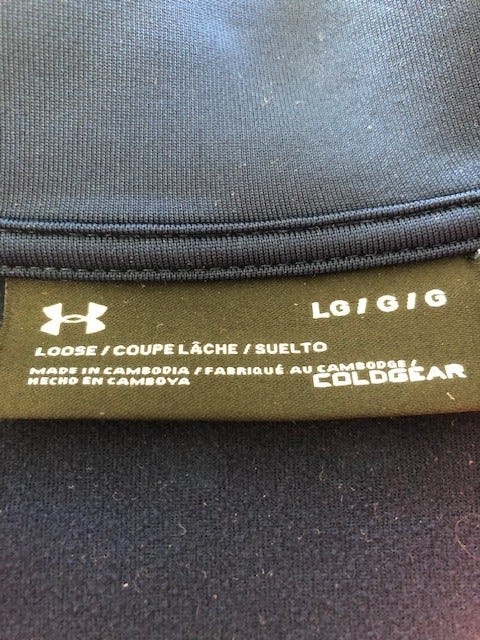 LG / G / G
LOOSE / COUPE LÂCHE / SUELTO
MADE IN CAMBODIA / FABRIQUÉ AU CAMBODGE /
HECHO EN CAMBOYA
COLDGEAR